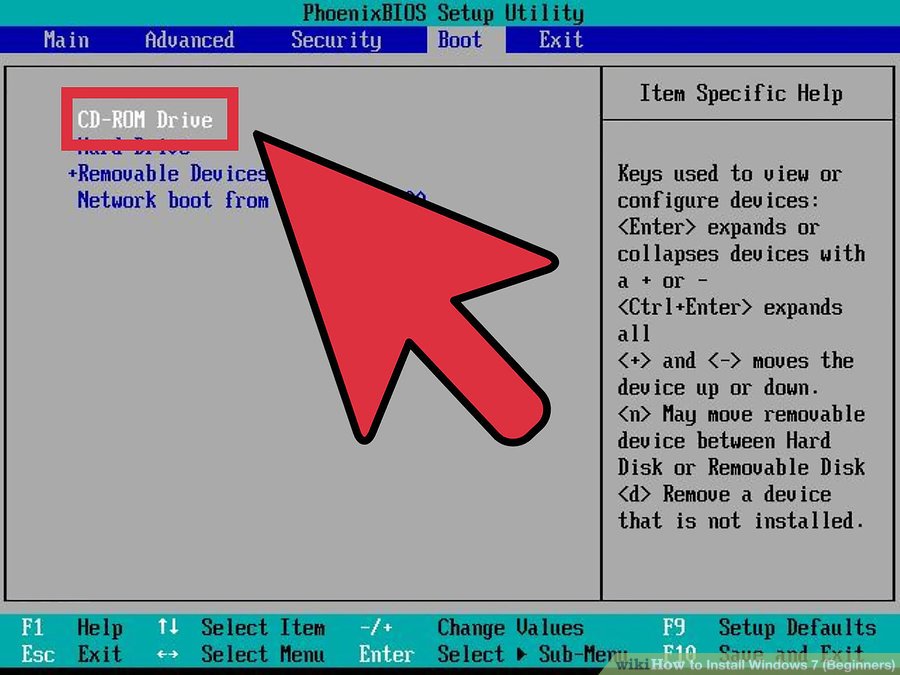 PhoenixBIOS Setup Utility
Main Advanced Security Boot Exit
CD-ROM Drive
Hard Drive
+Removable Devices
Network boot from
Item Specific Help
Keys used to view or
configure devices:
<Enter> expands or
collapses devices with
a + or -
<Ctrl+Enter> expands
all
<+> and <-> moves the
device up or down.
<n> May move removable
device between Hard
Disk or Removable Disk
<d> Remove a device
that is not installed.
F1 Help ↑↓ Select Item -/+ Change Values F9 Setup Defaults
Esc Exit ↔ Select Menu Enter Select ▶ Sub-Menu F10 Save and Exit
wikiHow to Install Windows 7 (Beginners)